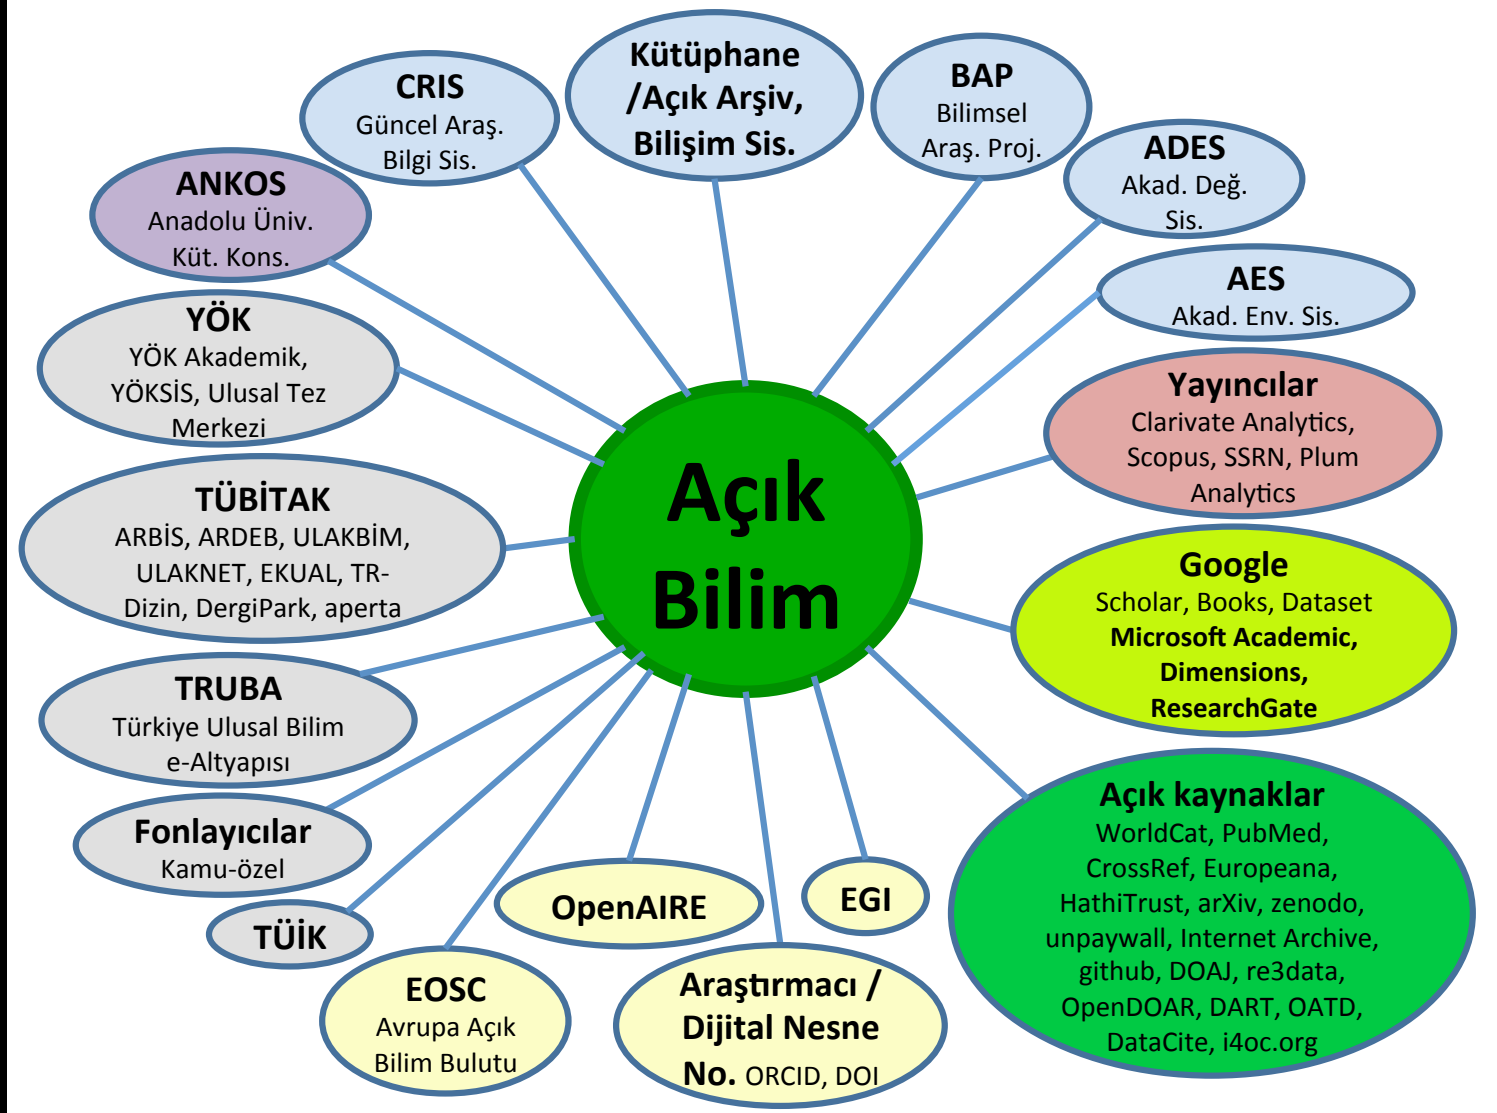 CRIS
Güncel Araş.
Bilgi Sis.
Kütüphane
/Açık Arşiv,
Bilişim Sis.
BAP
Bilimsel
Araş. Proj.
ADES
Akad. Değ.
Sis.
AES
Akad. Env. Sis.
ANKOS
Anadolu Üniv.
Küt. Kons.
YÖK
YÖK Akademik,
YÖKSİS, Ulusal Tez
Merkezi
TÜBİTAK
ARBİS, ARDEB, ULAKBİM,
ULAKNET, EKUAL, TR-
Dizin, DergiPark, aperta
TRUBA
Türkiye Ulusal Bilim
e-Altyapısı
Fonlayıcılar
Kamu-özel
TÜİK
Açık
Bilim
Yayıncılar
Clarivate Analytics,
Scopus, SSRN, Plum
Analytics
Google
Scholar, Books, Dataset
Microsoft Academic,
Dimensions,
ResearchGate
Açık kaynaklar
WorldCat, PubMed,
CrossRef, Europeana,
HathiTrust, arXiv, zenodo,
unpaywall, Internet Archive,
github, DOAJ, re3data,
OpenDOAR, DART, OATD,
DataCite, i4oc.org
EOSC
Avrupa Açık
Bilim Bulutu
OpenAIRE
Araştırmacı /
Dijital Nesne
No. ORCID, DOI
EGI